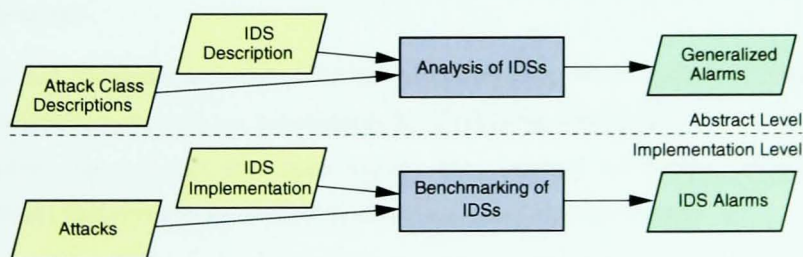 IDS
Description
Attack Class
Descriptions
Analysis of IDSs
Generalized
Alarms
Abstract Level
Implementation Level
IDS
Implementation
Attacks
Benchmarking of
IDSs
IDS Alarms